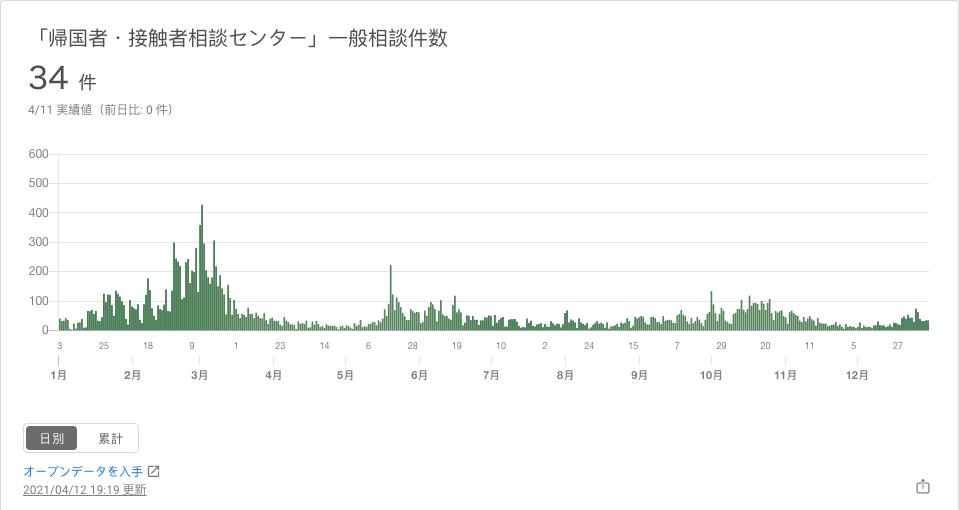 「帰国者・接触者相談センター」一般相談件数
34 件
4/11 実績値（前日比: 0 件）
600
500
400
300
200
100
0
3 25 18 9 1 23 14 6 28 19 10 2 24 15 7 29 20 11 5 27
1月 2月 3月 4月 5月 6月 7月 8月 9月 10月 11月 12月
日別 累計
オープンデータを入手
2021/04/12 19:19 更新